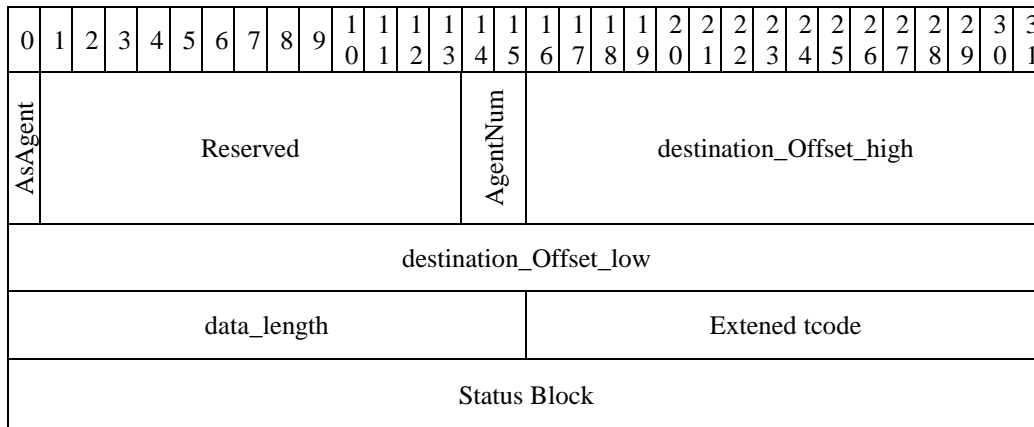 0 1 2 3 4 5 6 7 8 9 10 11 12 13 14 15 16 17 18 19 20 21 22 23 24 25 26 27 28 29 30 31
AsAgent Reserved AgentNum destination_Offset_high
destination_Offset_low
data_length Extened tcode
Status Block